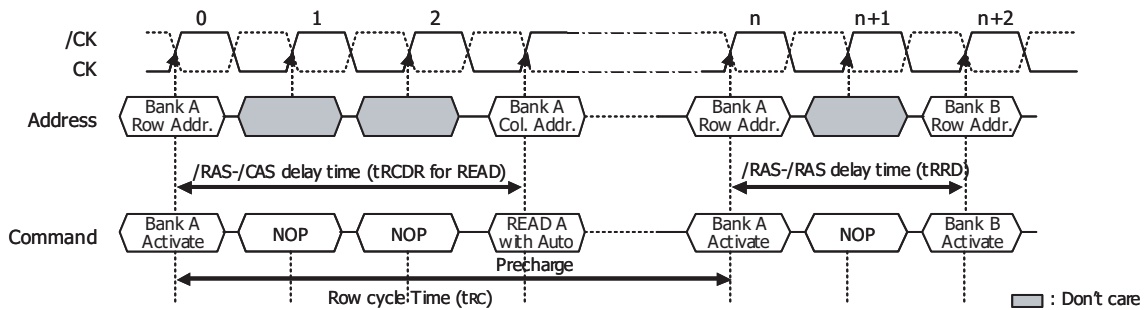 0 1 2 n n+1 n+2
/CK
CK
Address
Bank A
Row Addr.
Bank A
Col. Addr.
Bank A
Row Addr.
Bank B
Row Addr.
/RAS-/CAS delay time (tRCDR for READ)
/RAS-/RAS delay time (tRRD)
Command
Bank A
Activate
NOP
NOP
READ A
with Auto
Precharge
Bank A
Activate
NOP
Bank B
Activate
Row cycle Time (tRC)
: Don't care